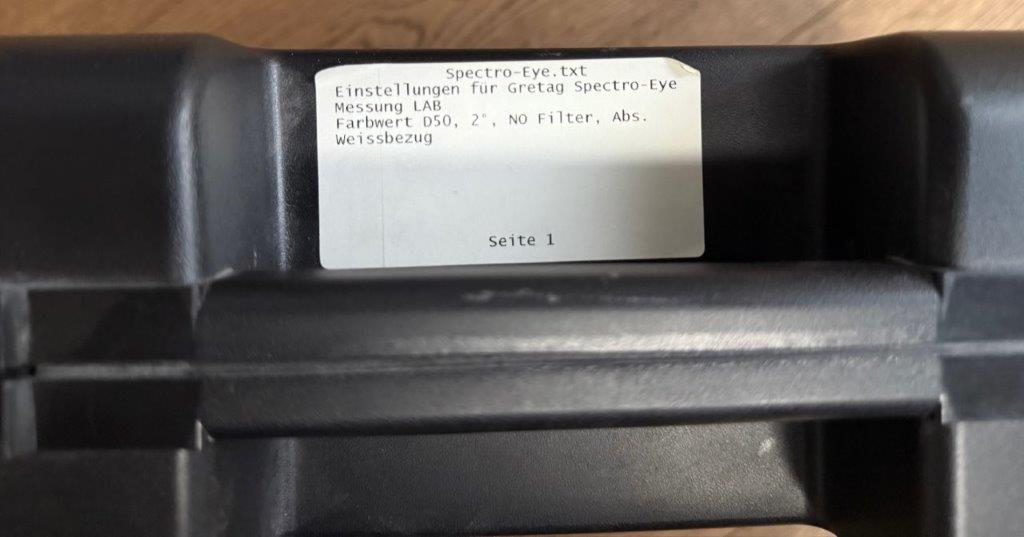 Spectro-Eye.txt
Einstellungen für Gretag Spectro-Eye
Messung LAB
Farbwert D50, 2°, NO Filter, Abs.
Weissbezug
Seite 1